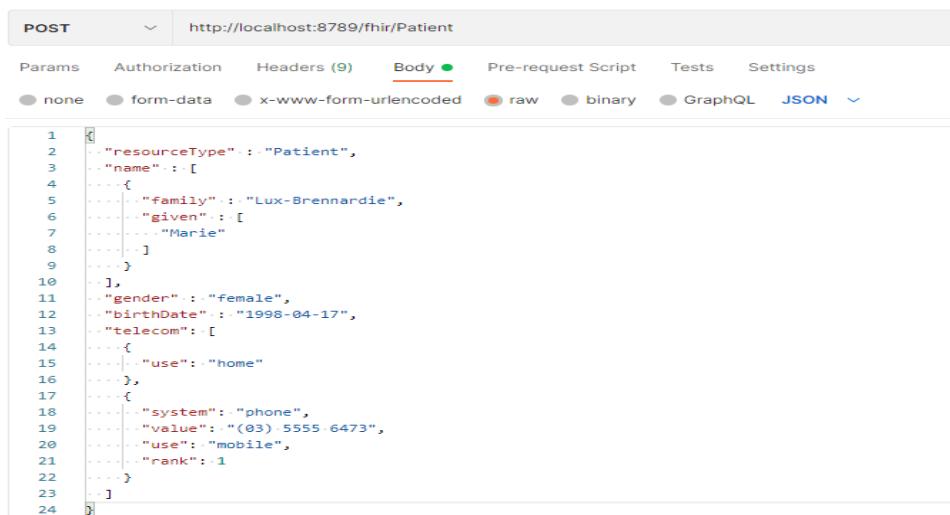 POST http://localhost:8789/fhir/Patient
Params Authorization Headers (9) Body Pre-request Script Tests Settings
none form-data x-www-form-urlencoded raw binary GraphQL JSON
1 {
2 "resourceType" : "Patient",
3 "name" : [
4 {
5 "family" : "Lux-Brennardie",
6 "given" : [
7 "Marie"
8 ]
9 }
10 ],
11 "gender" : "female",
12 "birthDate" : "1998-04-17",
13 "telecom": [
14 {
15 "use": "home"
16 },
17 {
18 "system": "phone",
19 "value": "(03) 5555 6473",
20 "use": "mobile",
21 "rank": 1
22 }
23 ]
24 }